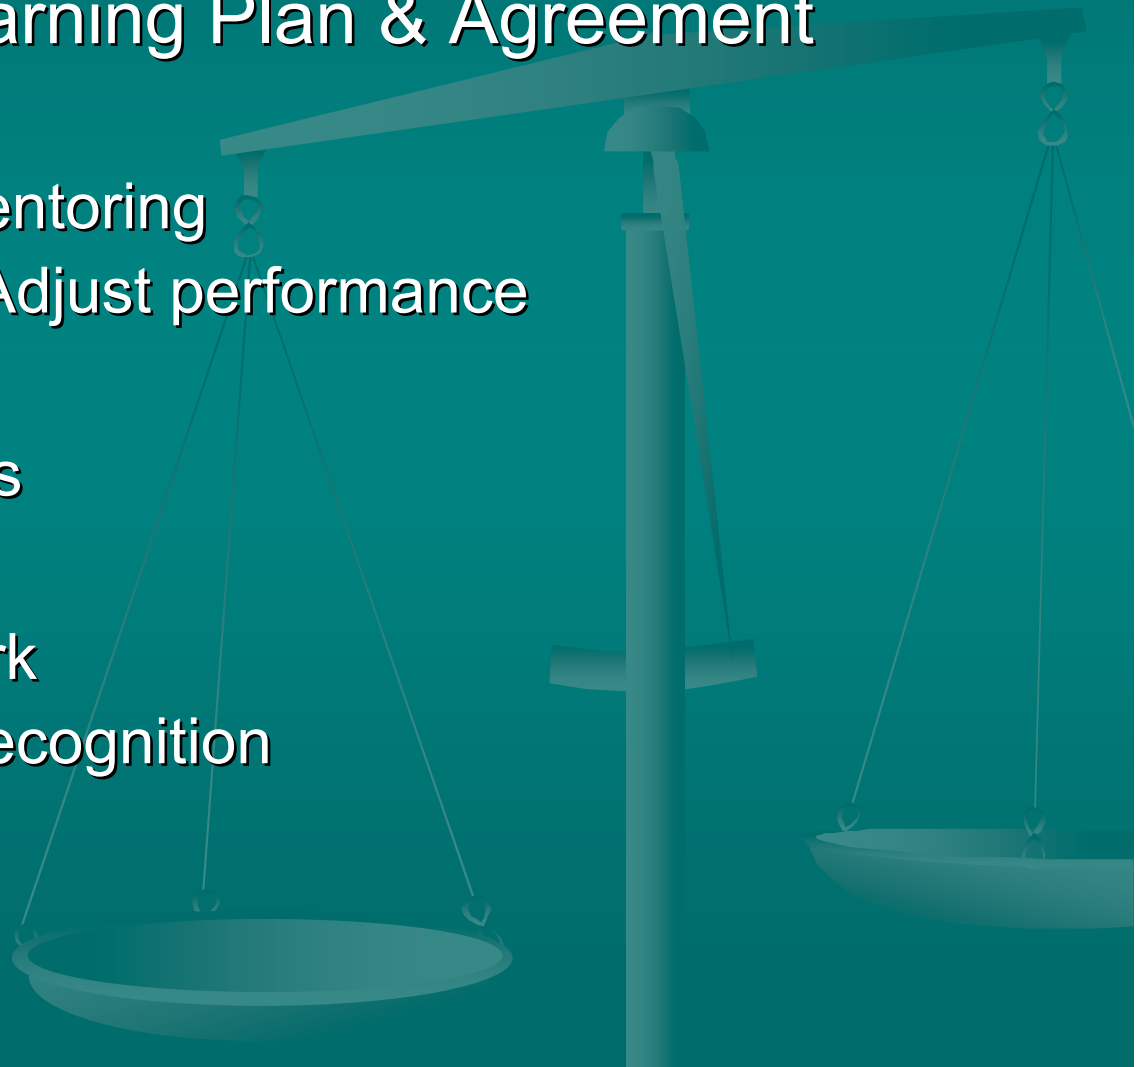 arning Plan & Agreement
entoring
Adjust performance
s
rk
ecognition